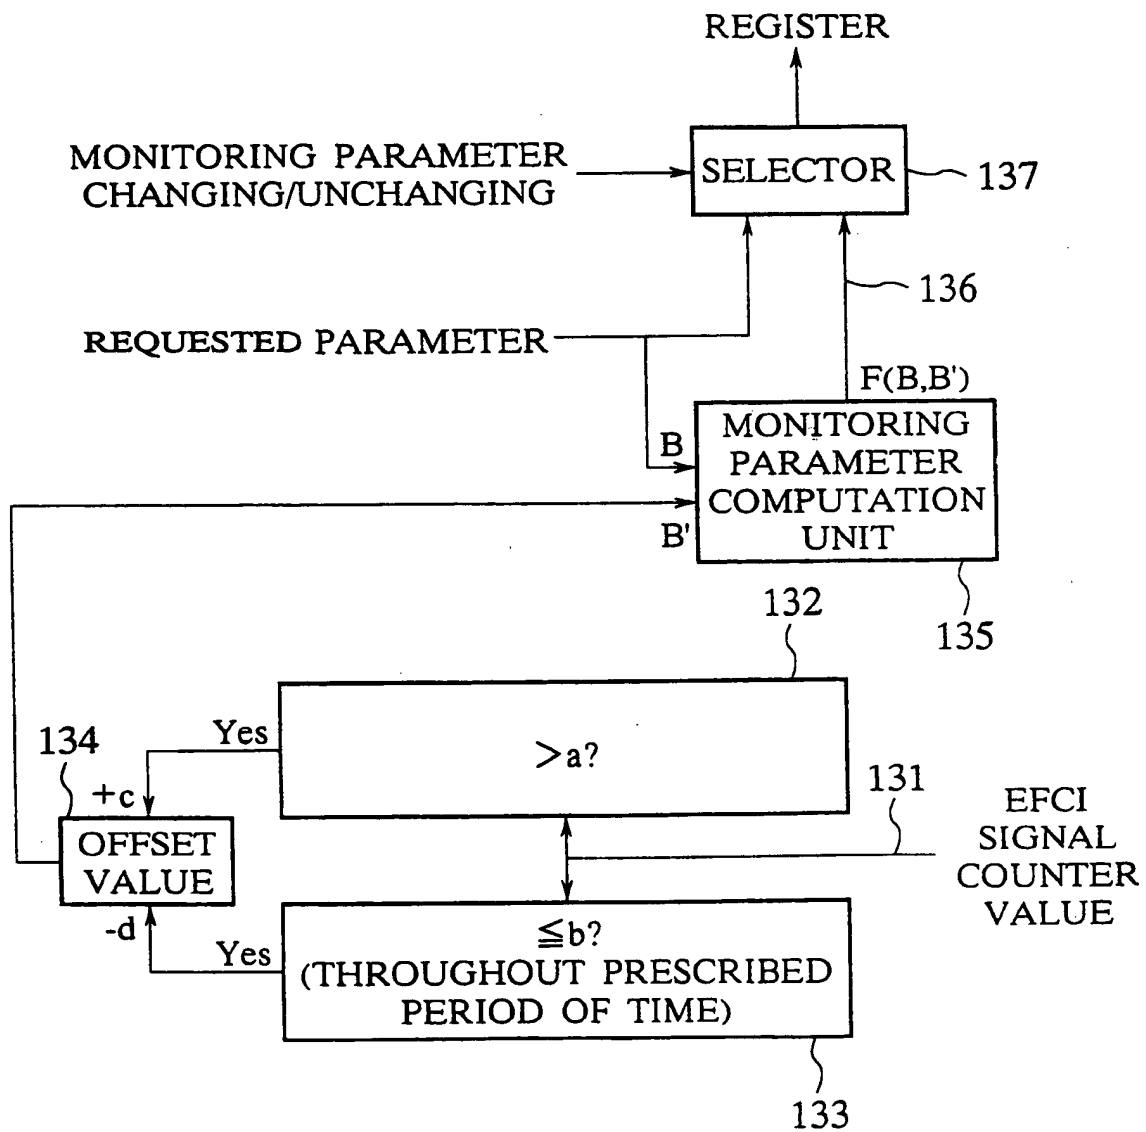 REGISTER
MONITORING PARAMETER
CHANGING/UNCHANGING
SELECTOR
137
136
REQUESTED PARAMETER
F(B,B')
B
MONITORING
PARAMETER
COMPUTATION
UNIT
B'
135
132
134
Yes
>a?
131
+c
EFCI
SIGNAL
COUNTER
VALUE
OFFSET
VALUE
-d
Yes
≦b?
(THROUGHOUT PRESCRIBED
PERIOD OF TIME)
133